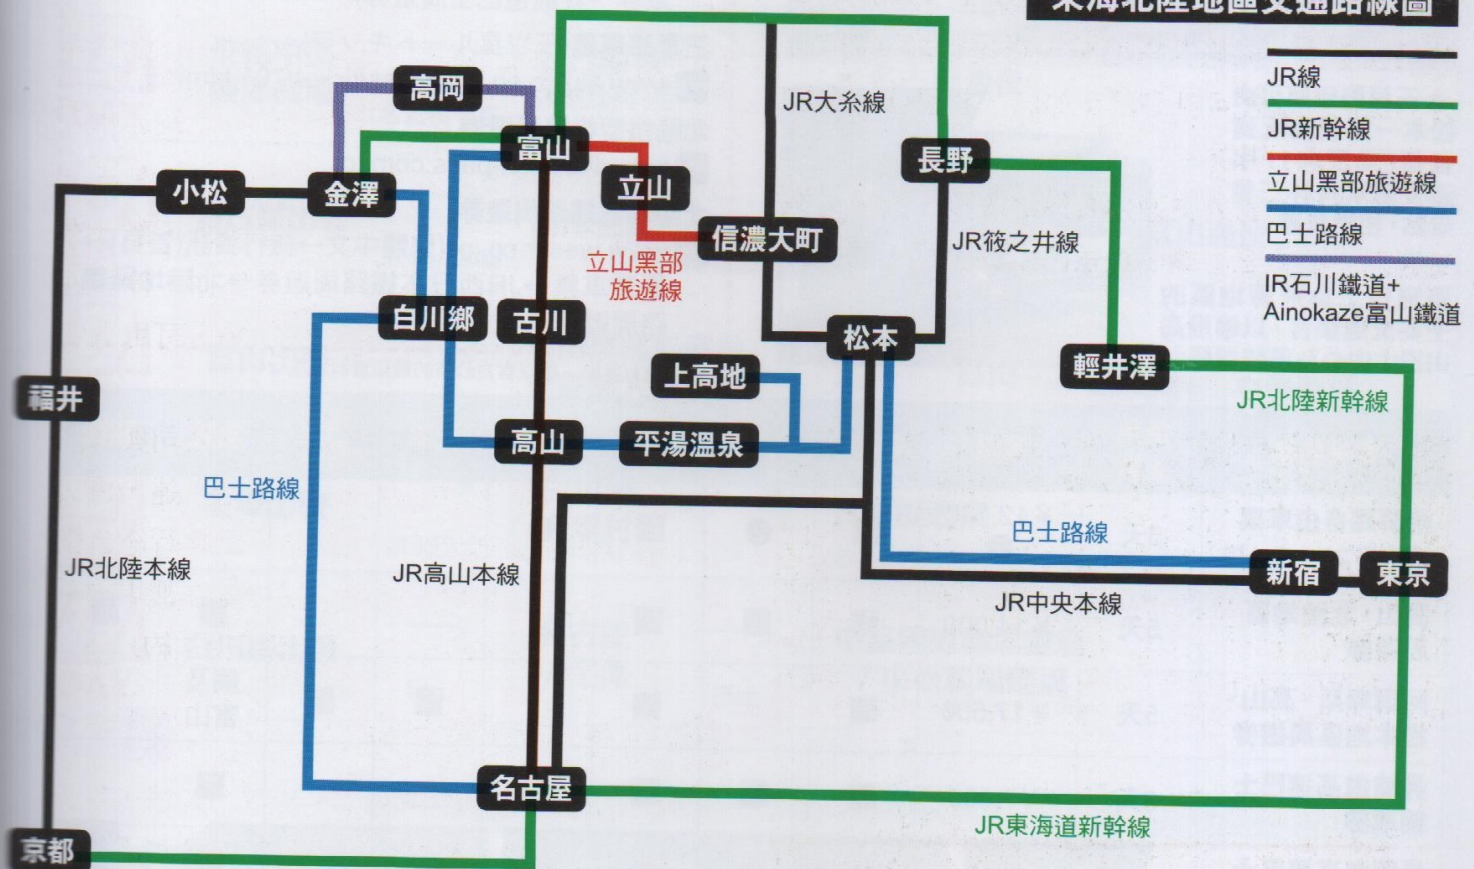 東海北陸地區交通路線圖
JR線
JR新幹線
立山黑部旅遊線
巴士路線
IR石川鐵道+
Ainokaze富山鐵道
高岡
JR大糸線
富山
長野
小松
金澤
立山
信濃大町
JR筱之井線
立山黑部
旅遊線
白川鄉
古川
松本
上高地
輕井澤
福井
JR北陸新幹線
高山
平湯溫泉
巴士路線
巴士路線
JR北陸本線
JR高山本線
新宿
東京
JR中央本線
名古屋
JR東海道新幹線
京都